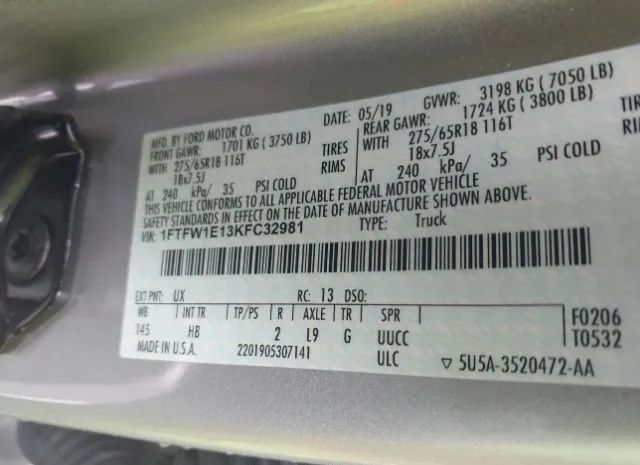 MFD. BY FORD MOTOR CO. DATE: 05/19 GVWR: 3198 KG ( 7050 LB)
FRONT GAWR: 1701 KG ( 3750 LB) REAR GAWR: 1724 KG ( 3800 LB)
WITH 275/65R18 116T TIRES WITH 275/65R18 116T TIRE
18x7.5J RIMS 18x7.5J RIMS
AT 240 kPa/ 35 PSI COLD AT 240 kPa/ 35 PSI COLD
THIS VEHICLE CONFORMS TO ALL APPLICABLE FEDERAL MOTOR VEHICLE
SAFETY STANDARDS IN EFFECT ON THE DATE OF MANUFACTURE SHOWN ABOVE.
VIN: 1FTFW1E13KFC32981 TYPE: Truck
EXT PNT: UX RC: 13 DSO:
WB INT TR TP/PS R AXLE TR SPR F0206
145 HB 2 L9 G UUCC T0532
MADE IN U.S.A. 2201905307141 ULC ▽ 5U5A-3520472-AA